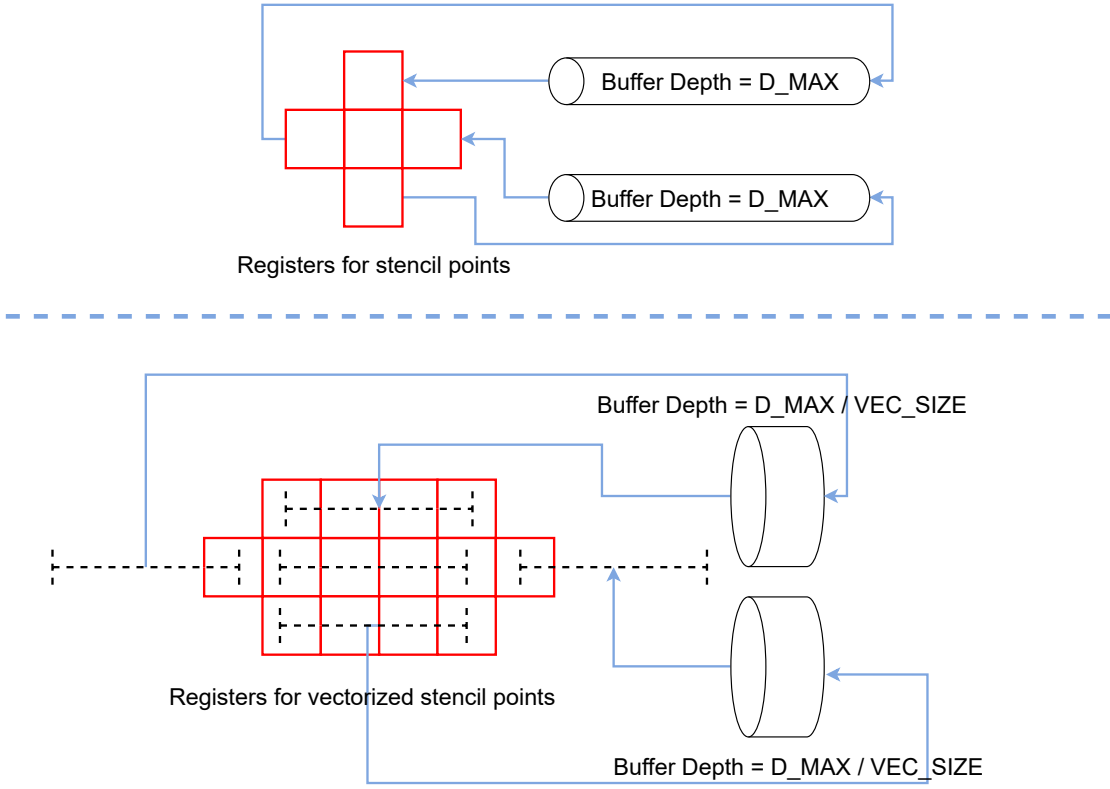 Buffer Depth = D_MAX
Buffer Depth = D_MAX
Registers for stencil points
Buffer Depth = D_MAX / VEC_SIZE
Registers for vectorized stencil points
Buffer Depth = D_MAX / VEC_SIZE